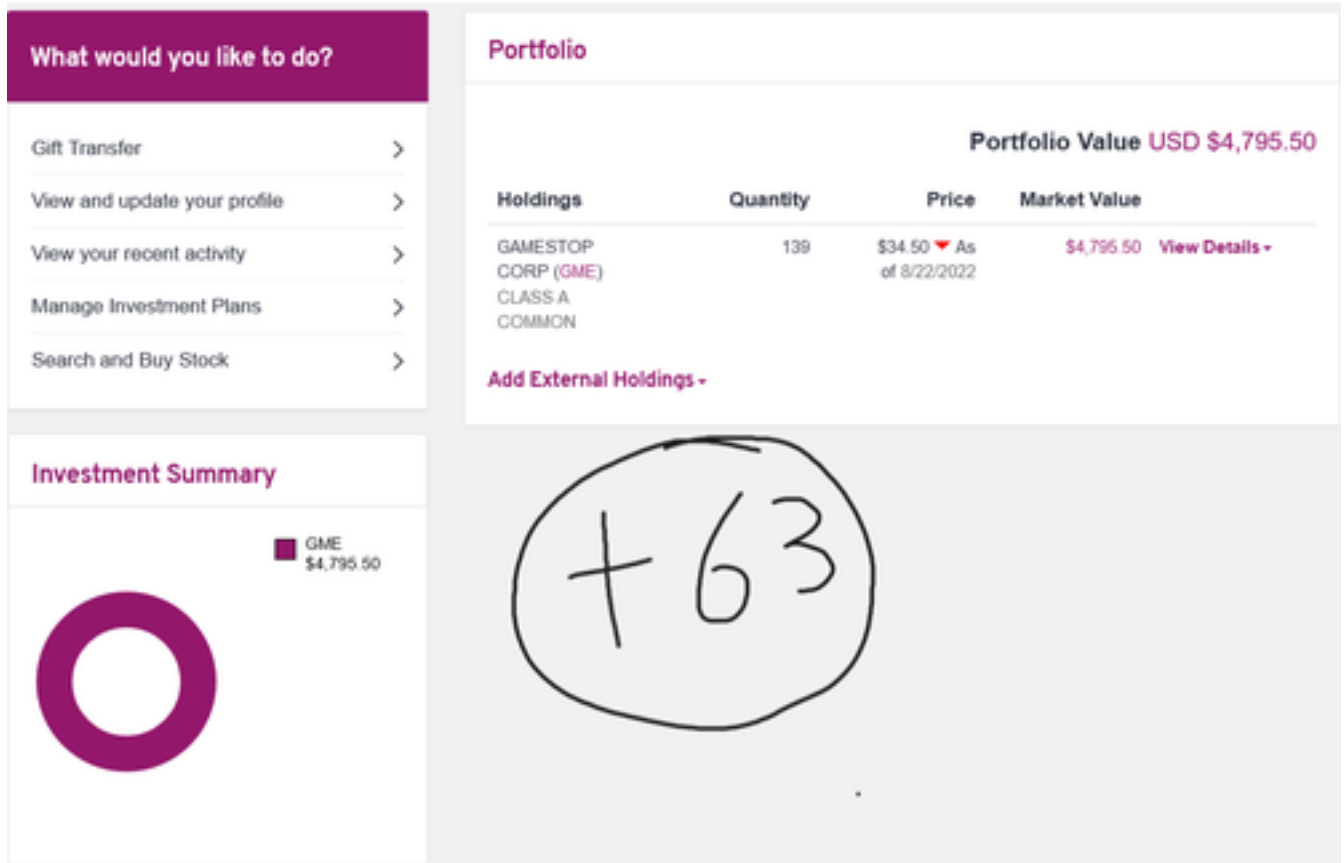 What would you like to do?
Gift Transfer
View and update your profile
View your recent activity
Manage Investment Plans
Search and Buy Stock
Portfolio
Portfolio Value USD $4,795.50
Holdings Quantity Price Market Value
GAMESTOP 139 $34.50 As $4,795.50 View Details
CORP (GME) of 8/22/2022
CLASS A
COMMON
Add External Holdings
Investment Summary
GME
$4,795.50
+63